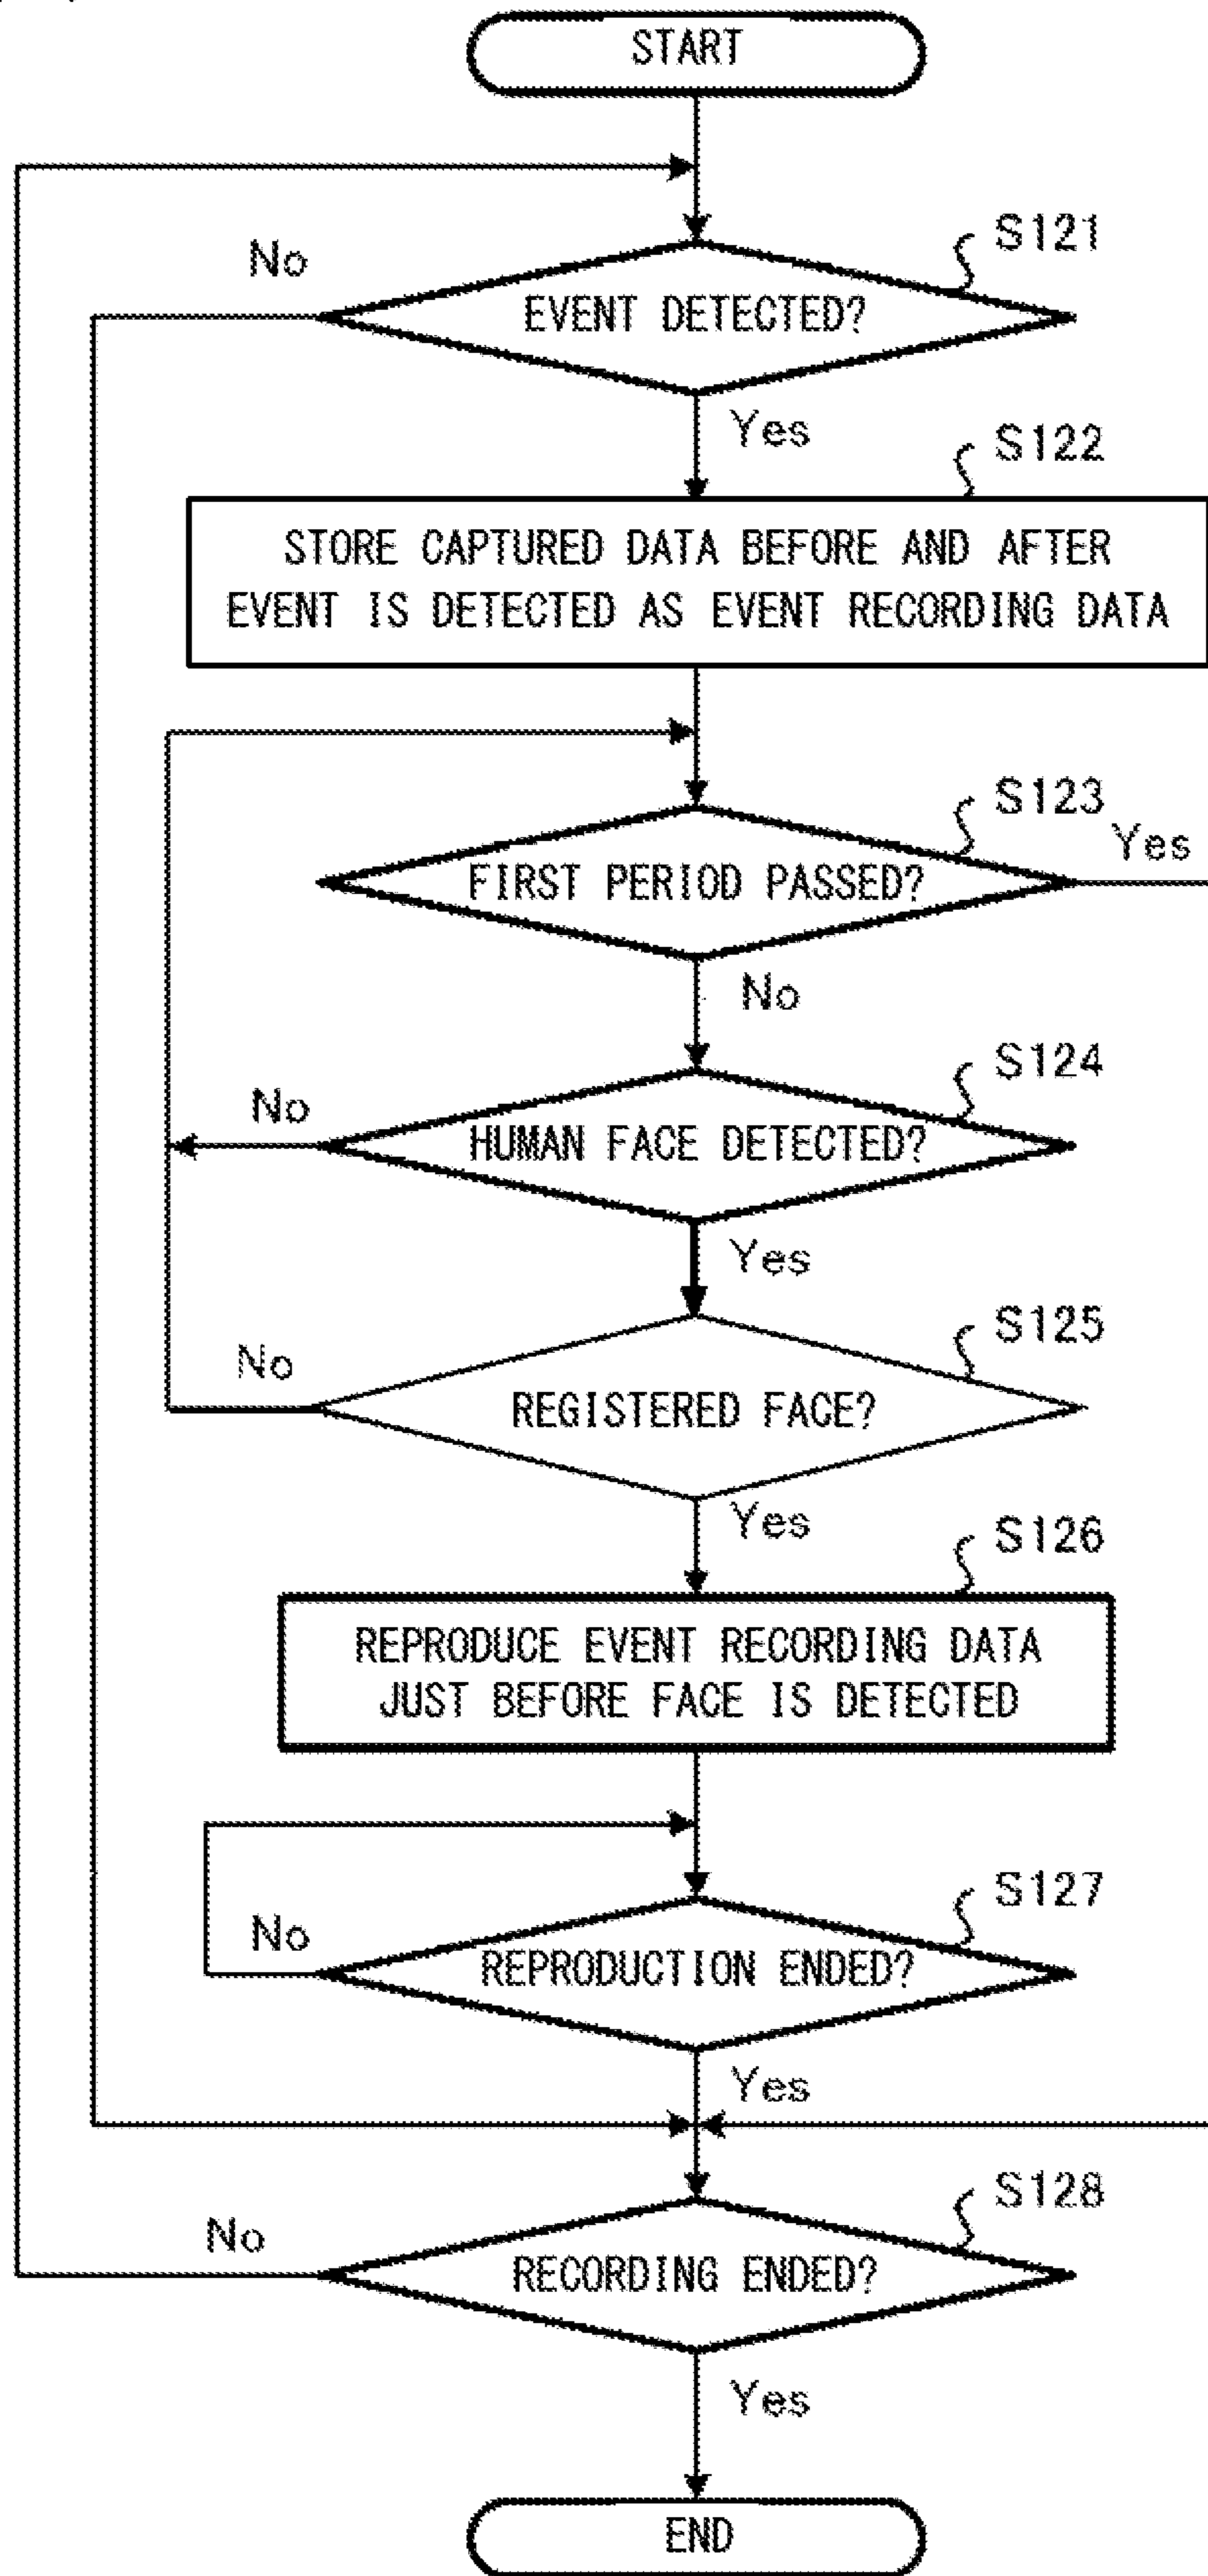 START
S121
No
EVENT DETECTED?
Yes
S122
STORE CAPTURED DATA BEFORE AND AFTER
EVENT IS DETECTED AS EVENT RECORDING DATA
S123
Yes
FIRST PERIOD PASSED?
No
S124
No
HUMAN FACE DETECTED?
Yes
S125
No
REGISTERED FACE?
Yes
S126
REPRODUCE EVENT RECORDING DATA
JUST BEFORE FACE IS DETECTED
S127
No
REPRODUCTION ENDED?
Yes
S128
No
RECORDING ENDED?
Yes
END